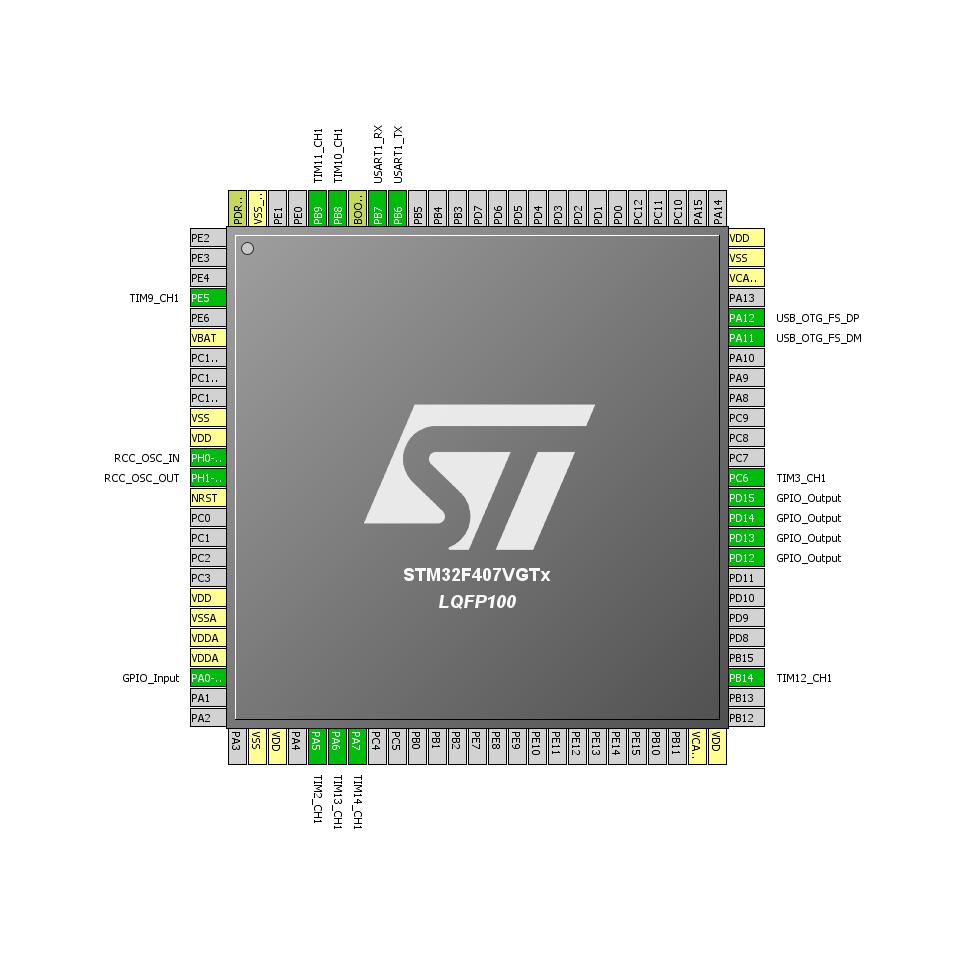 TIM11_CH1
TIM10_CH1
USART1_RX
USART1_TX
PDR..
VSS_..
PE1
PE0
PB9
PB8
BOO..
PB7
PB6
PB5
PB4
PB3
PD7
PD6
PD5
PD4
PD3
PD2
PD1
PD0
PC12
PC11
PC10
PA15
PA14
PE2
PE3
PE4
TIM9_CH1 PE5
PE6
VBAT
PC1..
PC1..
PC1..
VSS
VDD
RCC_OSC_IN PH0-..
RCC_OSC_OUT PH1-..
NRST
PC0
PC1
PC2
PC3
VDD
VSSA
VDDA
VDDA
GPIO_Input PA0-..
PA1
PA2
ST
STM32F407VGTx
LQFP100
VDD
VSS
VCA..
PA13
PA12 USB_OTG_FS_DP
PA11 USB_OTG_FS_DM
PA10
PA9
PA8
PC9
PC8
PC7
PC6 TIM3_CH1
PD15 GPIO_Output
PD14 GPIO_Output
PD13 GPIO_Output
PD12 GPIO_Output
PD11
PD10
PD9
PD8
PB15
PB14 TIM12_CH1
PB13
PB12
PA3
VSS
VDD
PA4
PA5
PA6
PA7
PC4
PC5
PB0
PB1
PB2
PE7
PE8
PE9
PE10
PE11
PE12
PE13
PE14
PE15
PB10
PB11
VCA..
VDD
TIM2_CH1
TIM13_CH1
TIM14_CH1